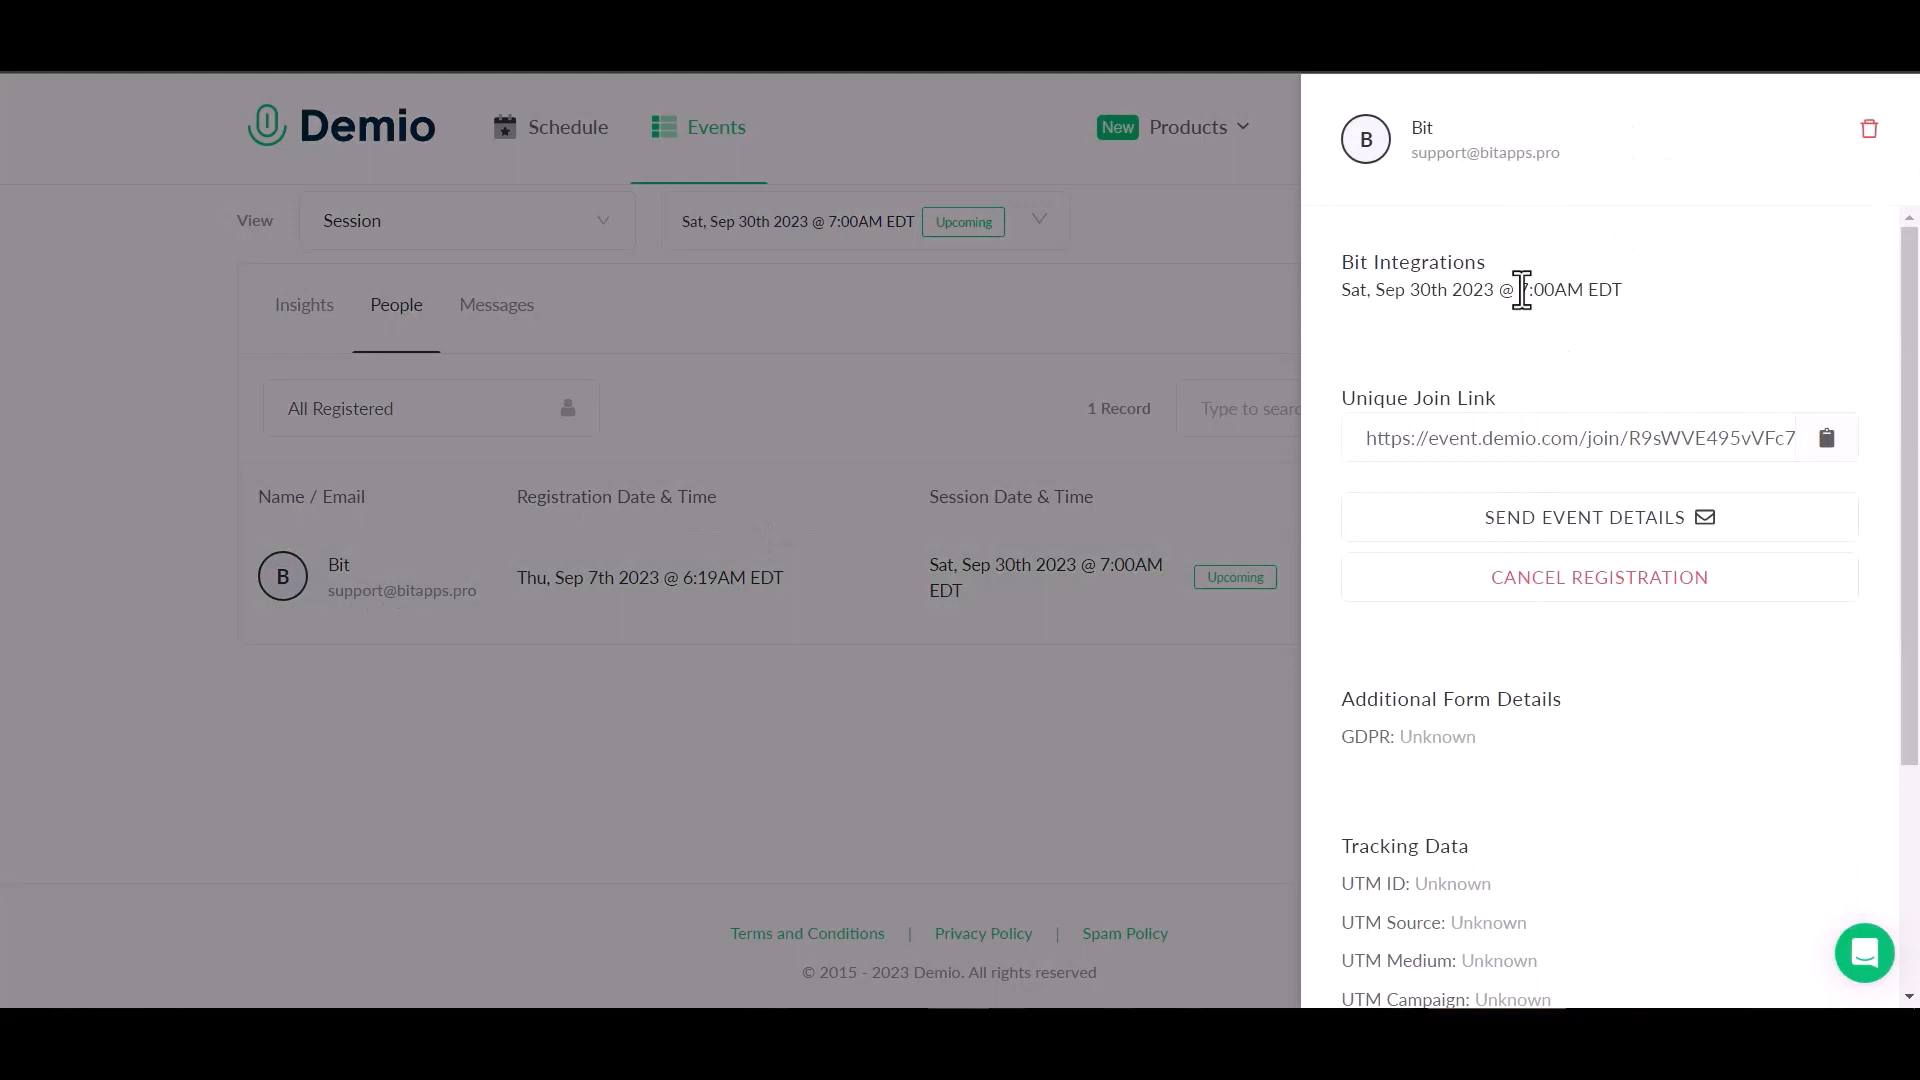 Demio
Schedule
Events
New
Products
View
Session
Sat, Sep 30th 2023 @ 7:00AM EDT
Upcoming
Insights
People
Messages
All Registered
1 Record
Type to searc
Name / Email
Registration Date & Time
Session Date & Time
B
Bit
support@bitapps.pro
Thu, Sep 7th 2023 @ 6:19AM EDT
Sat, Sep 30th 2023 @ 7:00AM
EDT
Upcoming
Terms and Conditions | Privacy Policy | Spam Policy
© 2015 - 2023 Demio. All rights reserved
B
Bit
support@bitapps.pro
Bit Integrations
Sat, Sep 30th 2023 @ 7:00AM EDT
Unique Join Link
https://event.demio.com/join/R9sWVE495vVFc7
SEND EVENT DETAILS
CANCEL REGISTRATION
Additional Form Details
GDPR: Unknown
Tracking Data
UTM ID: Unknown
UTM Source: Unknown
UTM Medium: Unknown
UTM Campaign: Unknown